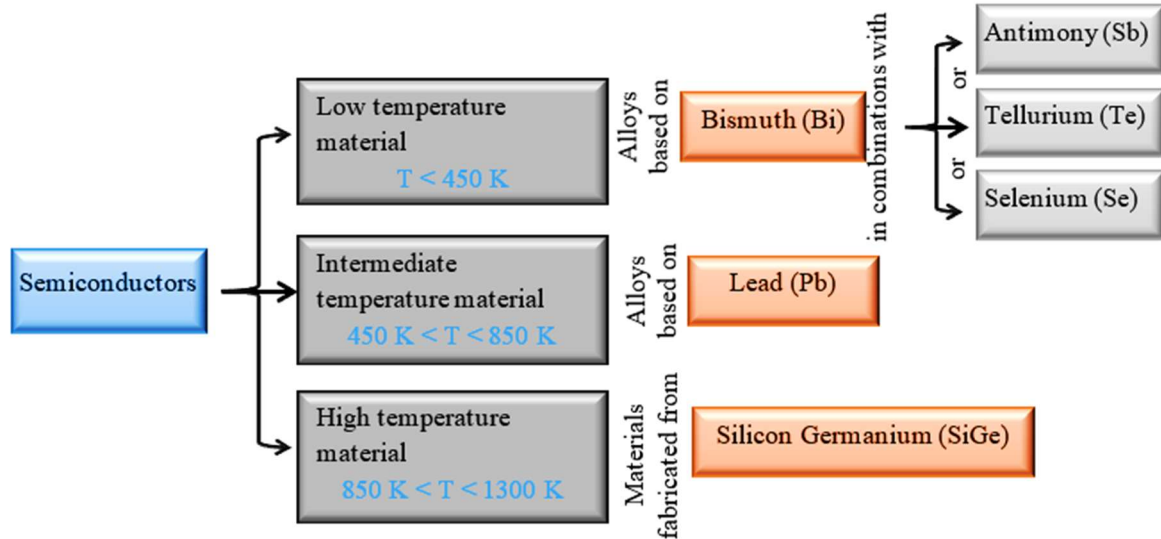 Semiconductors
Low temperature
material
T < 450 K
Alloys
based on
Bismuth (Bi)
in combinations with
Antimony (Sb)
or
Tellurium (Te)
or
Selenium (Se)
Intermediate
temperature material
450 K < T < 850 K
Alloys
based on
Lead (Pb)
High temperature
material
850 K < T < 1300 K
Materials
fabricated from
Silicon Germanium (SiGe)